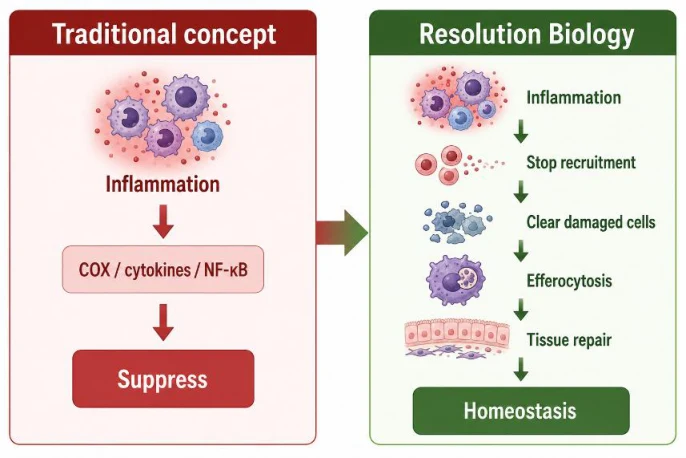 Traditional concept
Inflammation
COX / cytokines / NF-κB
Suppress
Resolution Biology
Inflammation
Stop recruitment
Clear damaged cells
Efferocytosis
Tissue repair
Homeostasis